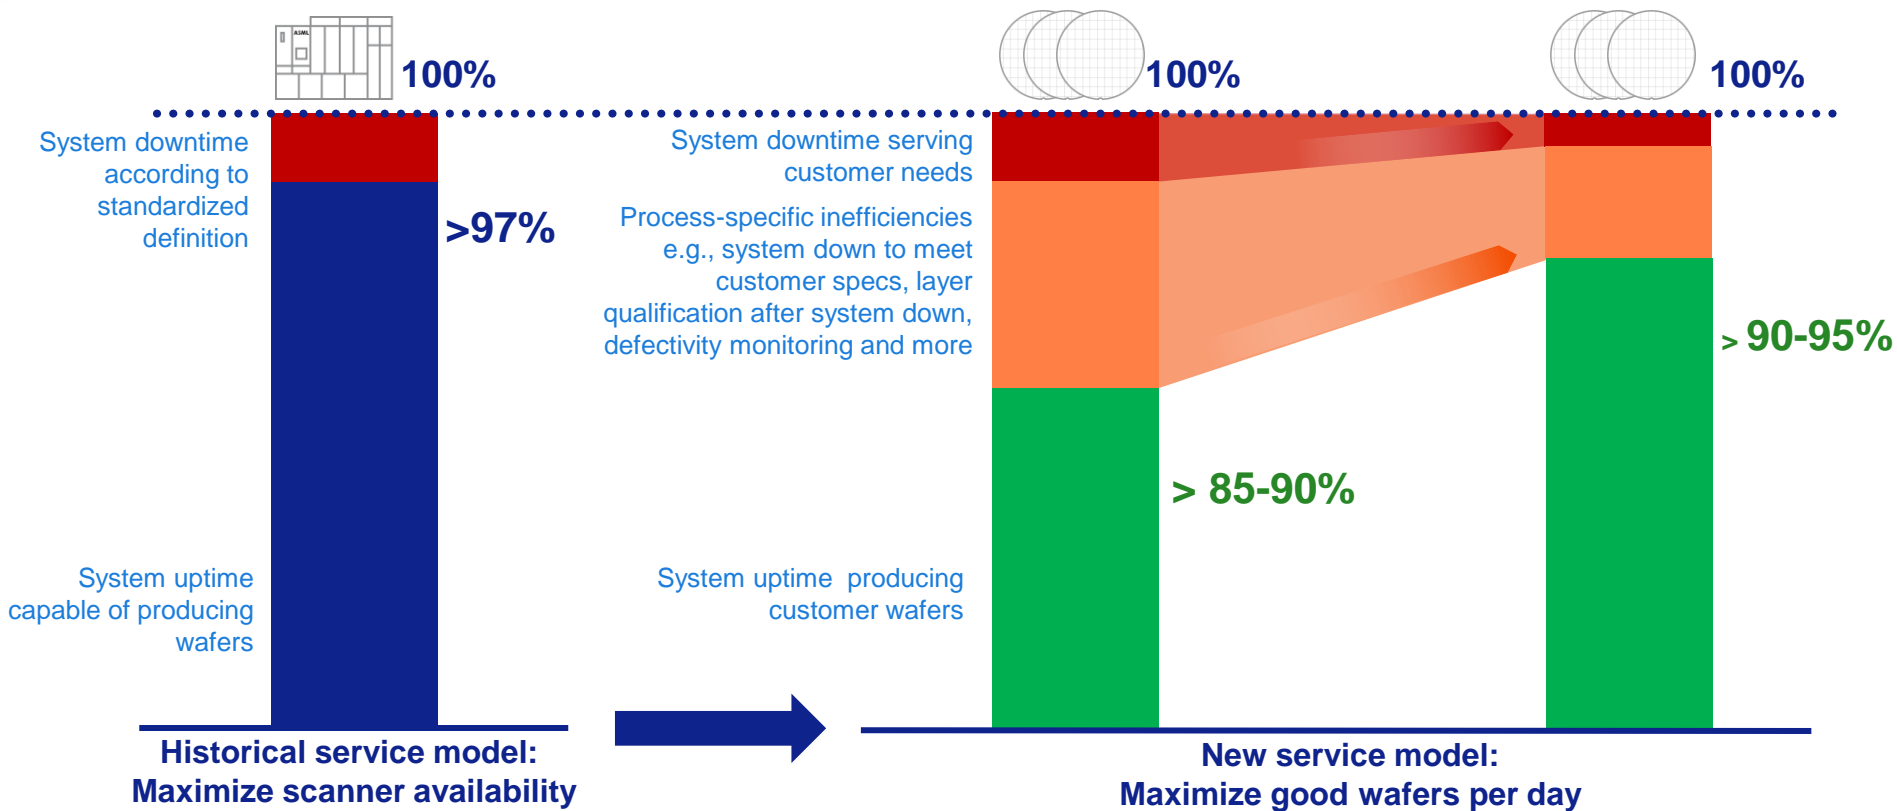 ASML
100%
System downtime
according to
standardized
definition
>97%
System uptime
capable of producing
wafers
Historical service model:
Maximize scanner availability
100%
100%
System downtime serving
customer needs
Process-specific inefficiencies
e.g., system down to meet
customer specs, layer
qualification after system down,
defectivity monitoring and more
> 85-90%
> 90-95%
System uptime producing
customer wafers
New service model:
Maximize good wafers per day